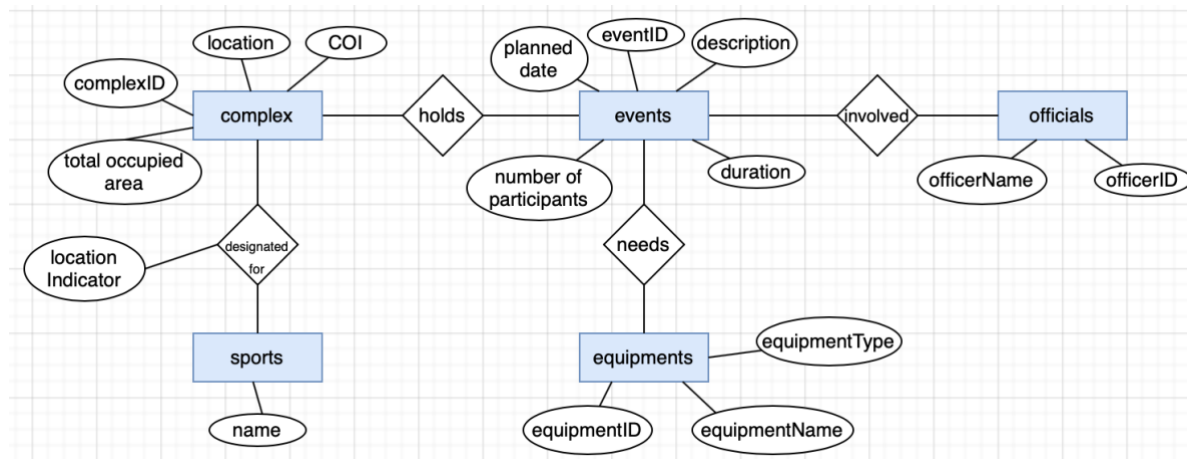 location
COI
planned
date
eventID
description
complexID
complex
holds
events
involved
officials
total occupied
area
number of
participants
duration
officerName
officerID
location
Indicator
designated
for
needs
sports
equipments
equipmentType
name
equipmentID
equipmentName